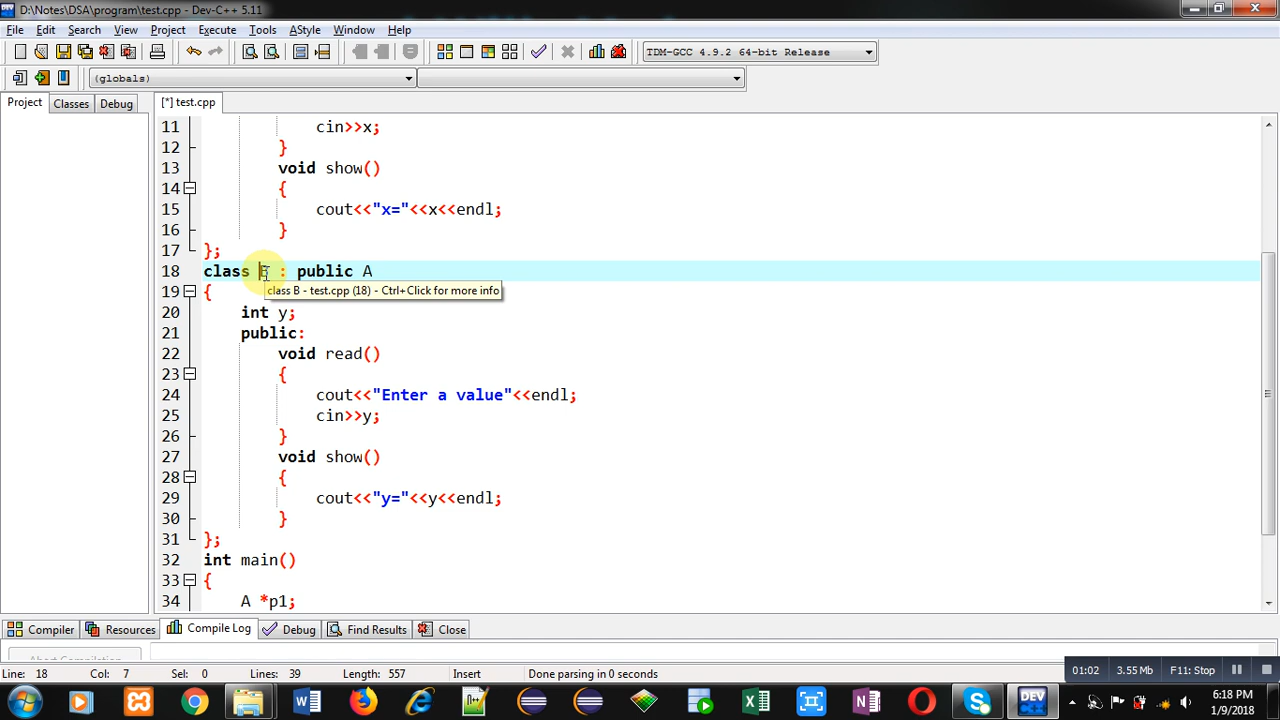 D:\Notes\DSA\program\test.cpp - Dev-C++ 5.11
File Edit Search View Project Execute Tools AStyle Window Help
TDM-GCC 4.9.2 64-bit Release
(globals)
Project Classes Debug [*] test.cpp
11 cin>>x;
12 }
13 void show()
14 {
15 cout<<"x="<<x<<endl;
16 }
17 };
18 class B : public A
class B - test.cpp (18) - Ctrl+Click for more info
19 {
20 int y;
21 public:
22 void read()
23 {
24 cout<<"Enter a value"<<endl;
25 cin>>y;
26 }
27 void show()
28 {
29 cout<<"y="<<y<<endl;
30 }
31 };
32 int main()
33 {
34 A *p1;
Compiler Resources Compile Log Debug Find Results Close
Abort Compilation
Line: 18 Col: 7 Sel: 0 Lines: 39 Length: 557 Insert Done parsing in 0 seconds
01:02 3.55 Mb F11: Stop
DEV
6:18 PM
1/9/2018